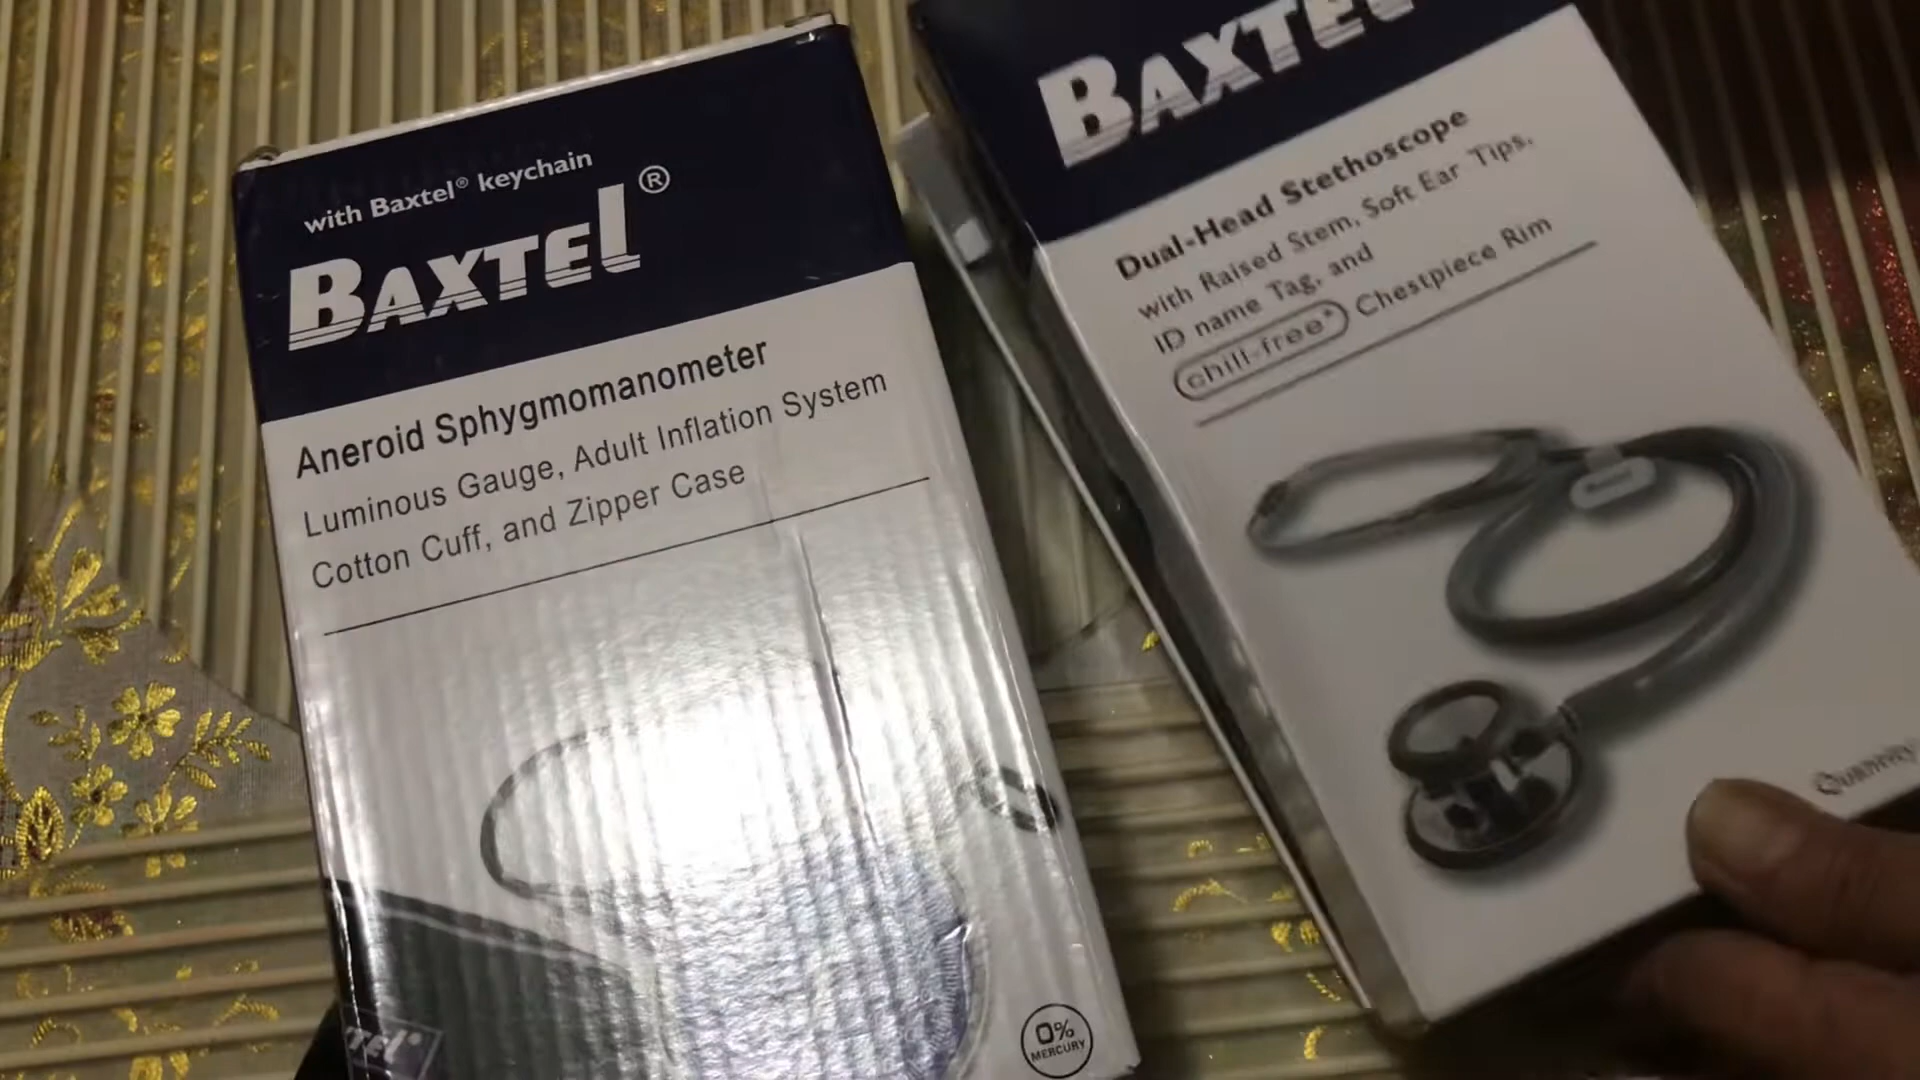 with Baxtel® keychain
BAXTEL®
Aneroid Sphygmomanometer
Luminous Gauge, Adult Inflation System
Cotton Cuff, and Zipper Case
0%
MERCURY
TEL®
BAXTEL
Dual-Head Stethoscope
with Raised Stem, Soft Ear Tips,
ID name Tag, and
chill-free* Chestpiece Rim